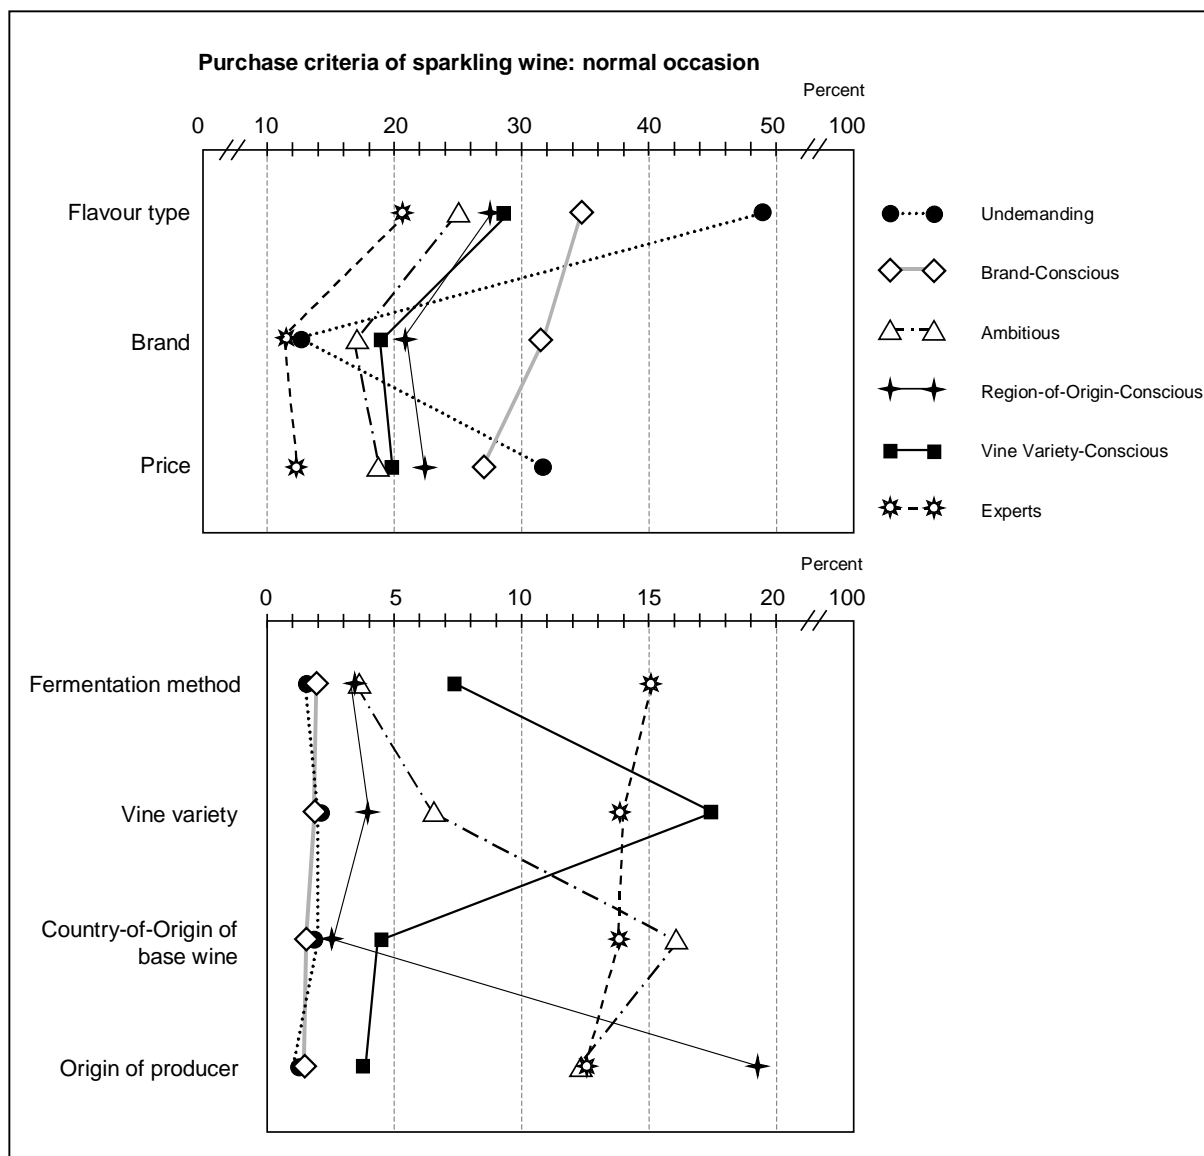 Purchase criteria of sparkling wine: normal occasion
Percent
0 10 20 30 40 50 100
Flavour type
Brand
Price
Undemanding
Brand-Conscious
Ambitious
Region-of-Origin-Conscious
Vine Variety-Conscious
Experts
Percent
0 5 10 15 20 100
Fermentation method
Vine variety
Country-of-Origin of
base wine
Origin of producer